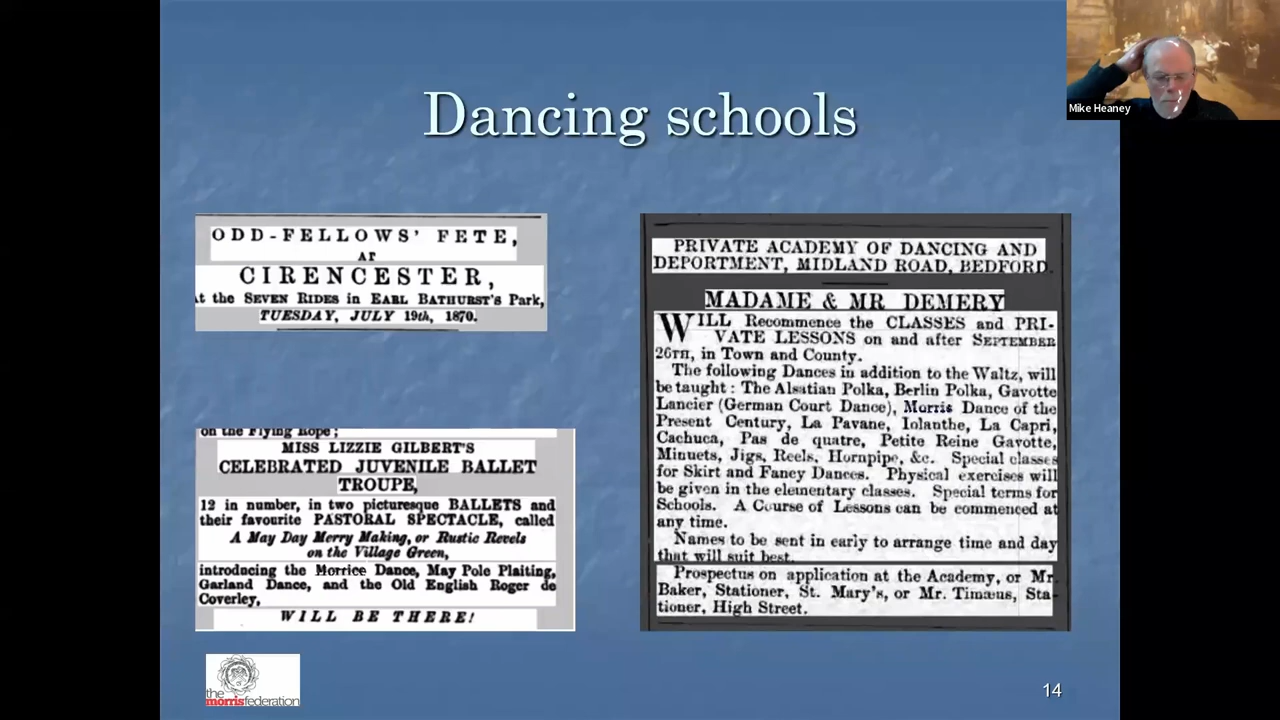 Dancing schools
Mike Heaney
ODD-FELLOWS' FETE,
AT
CIRENCESTER,
At the SEVEN RIDES in EARL BATHURST'S Park,
TUESDAY, JULY 19th, 1870.
on the Flying Rope;
MISS LIZZIE GILBERT'S
CELEBRATED JUVENILE BALLET
TROUPE,
12 in number, in two picturesque BALLETS and
their favourite PASTORAL SPECTACLE, called
A May Day Merry Making, or Rustic Revels
on the Village Green,
introducing the Morrice Dance, May Pole Plaiting,
Garland Dance, and the Old English Roger de
Coverley,
WILL BE THERE!
PRIVATE ACADEMY OF DANCING AND
DEPORTMENT, MIDLAND ROAD, BEDFORD.
MADAME & MR. DEMERY
WILL Recommence the CLASSES and PRI-
VATE LESSONS on and after SEPTEMBER
26TH, in Town and County.
The following Dances in addition to the Waltz, will
be taught: The Alsatian Polka, Berlin Polka, Gavotte
Lancier (German Court Dance), Morris Dance of the
Present Century, La Pavane, Iolanthe, La Capri,
Cachuca, Pas de quatre, Petite Reine Gavotte,
Minuets, Jigs, Reels, Hornpipe, &c. Special classes
for Skirt and Fancy Dances. Physical exercises will
be given in the elementary classes. Special terms for
Schools. A Course of Lessons can be commenced at
any time.
Names to be sent in early to arrange time and day
that will suit best.
Prospectus on application at the Academy, or Mr.
Baker, Stationer, St. Mary's, or Mr. Timæus, Sta-
tioner, High Street.
the
morrisfederation
14